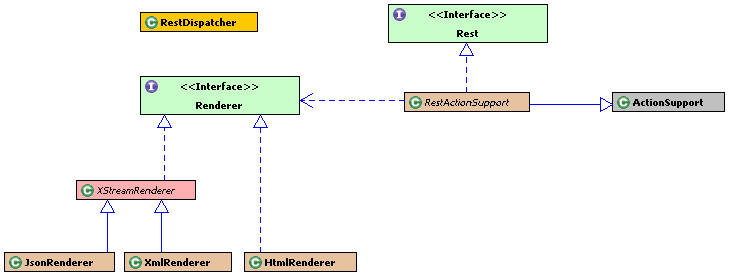 RestDispatcher
I
<<Interface>>
Rest
I
<<Interface>>
Renderer
C RestActionSupport
C ActionSupport
C XStreamRenderer
C JsonRenderer
C XmlRenderer
C HtmlRenderer